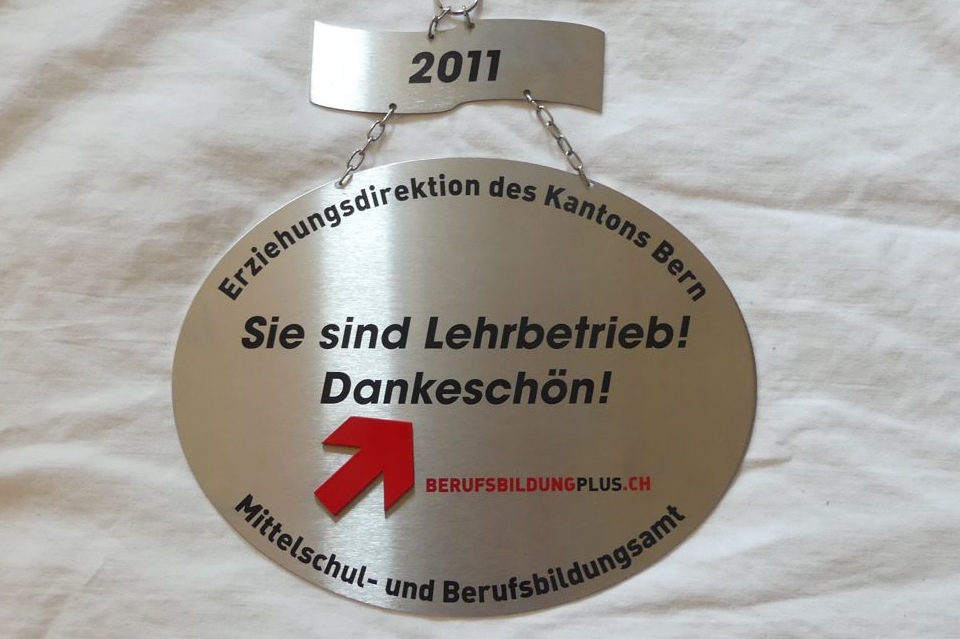 2011
Erziehungsdirektion des Kantons Bern
Sie sind Lehrbetrieb!
Dankeschön!
BERUFSBILDUNGPLUS.CH
Mittelschul- und Berufsbildungsamt